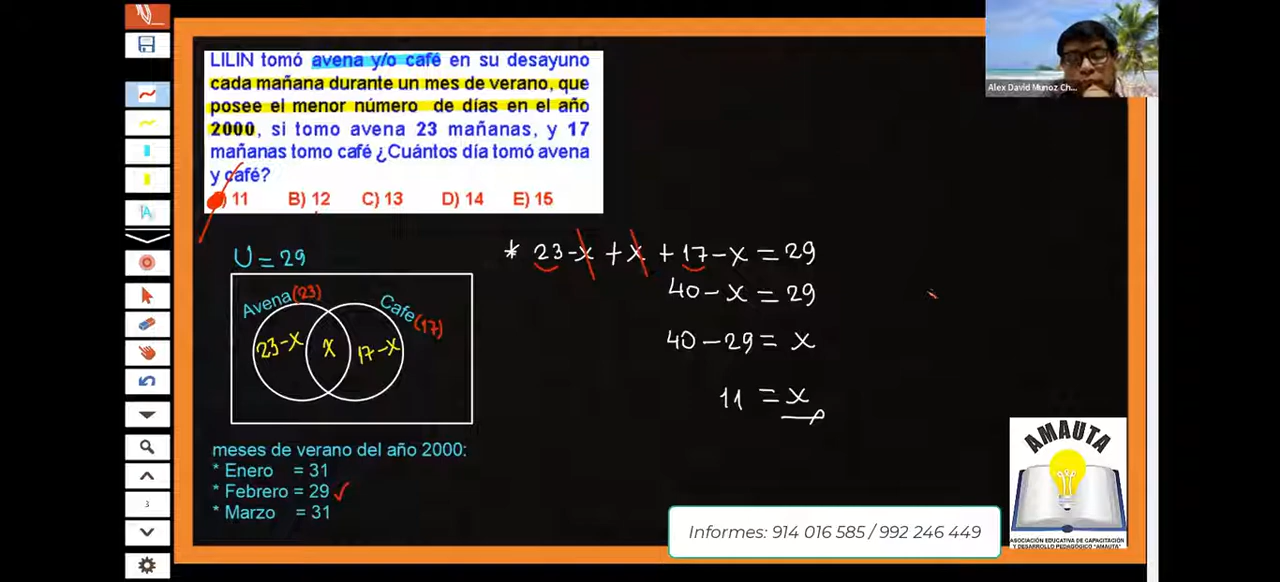 LILIN tomó avena y/o café en su desayuno
cada mañana durante un mes de verano, que
posee el menor número de días en el año
2000, si tomo avena 23 mañanas, y 17
mañanas tomo café ¿Cuántos día tomó avena
y café?
) 11 B) 12 C) 13 D) 14 E) 15
Alex David Munoz Ch...
U = 29
Avena (23)
Cafe (17)
23-x x 17-x
* 23-x + x + 17-x = 29
40 - x = 29
40 - 29 = x
11 = x
meses de verano del año 2000:
* Enero = 31
* Febrero = 29 ✓
* Marzo = 31
3
AMAUTA
ASOCIACIÓN EDUCATIVA DE CAPACITACIÓN
Y DESARROLLO PEDAGÓGICO "AMAUTA"
Informes: 914 016 585 / 992 246 449
A